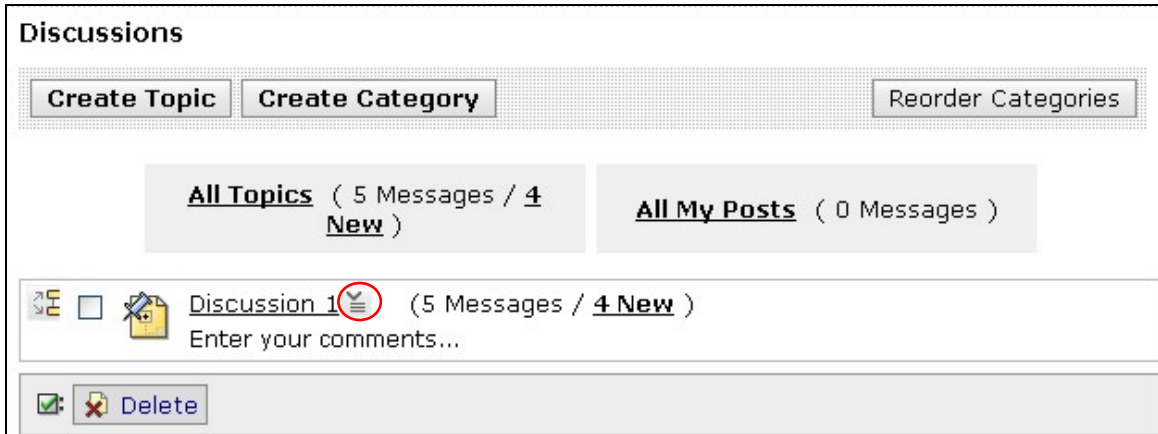 Discussions
Create Topic Create Category Reorder Categories
All Topics ( 5 Messages / 4
New )
All My Posts ( 0 Messages )
Discussion 1 (5 Messages / 4 New )
Enter your comments...
Delete